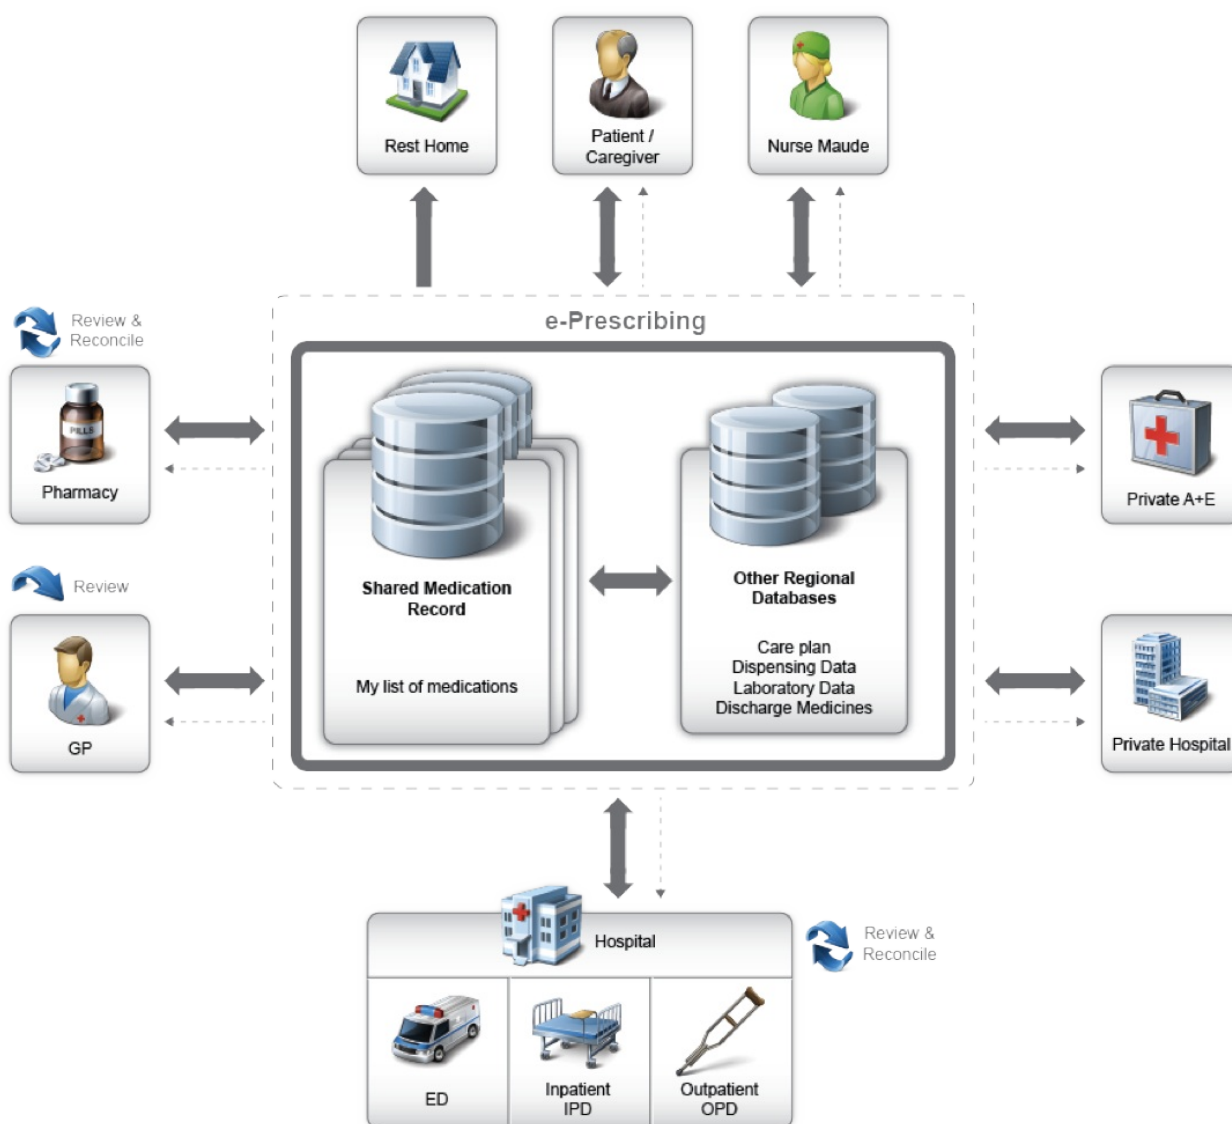 Rest Home
Patient /
Caregiver
Nurse Maude
e-Prescribing
Review &
Reconcile
PILLS
Pharmacy
Review
GP
Shared Medication
Record
My list of medications
Other Regional
Databases
Care plan
Dispensing Data
Laboratory Data
Discharge Medicines
Private A+E
Private Hospital
Hospital
Review &
Reconcile
ED
Inpatient
IPD
Outpatient
OPD